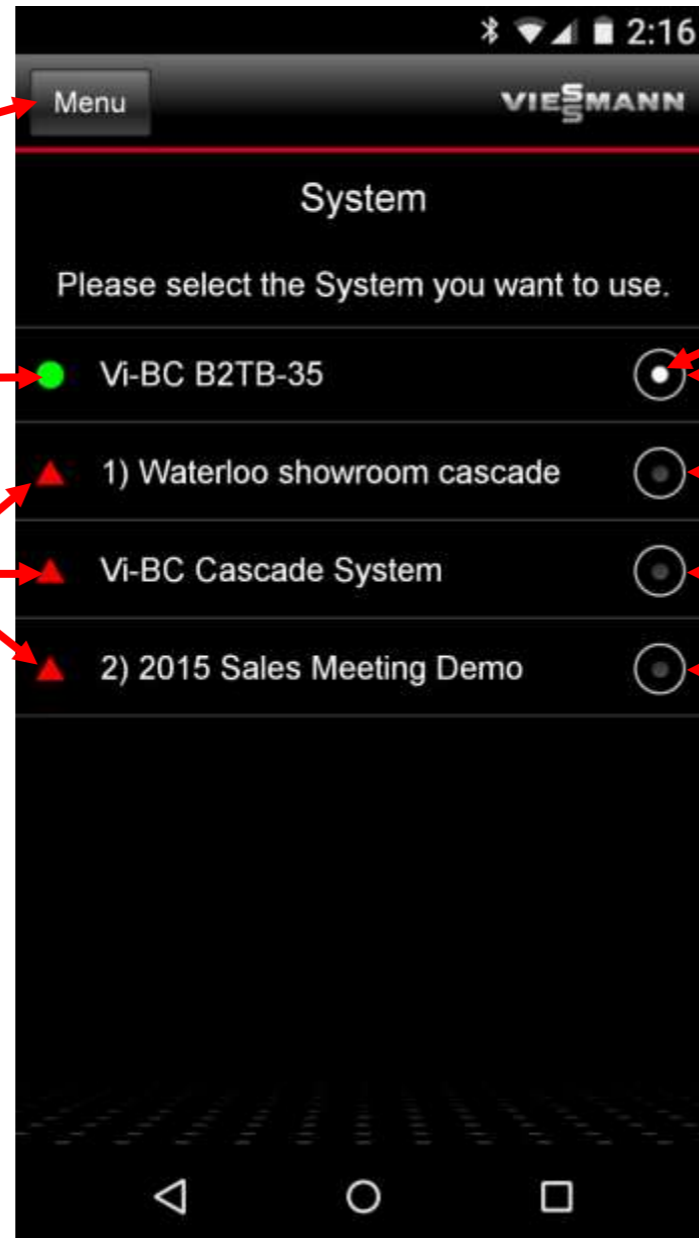 2:16
Menu
VIESSMANN
System
Please select the System you want to use.
Vi-BC B2TB-35
1) Waterloo showroom cascade
Vi-BC Cascade System
2) 2015 Sales Meeting Demo